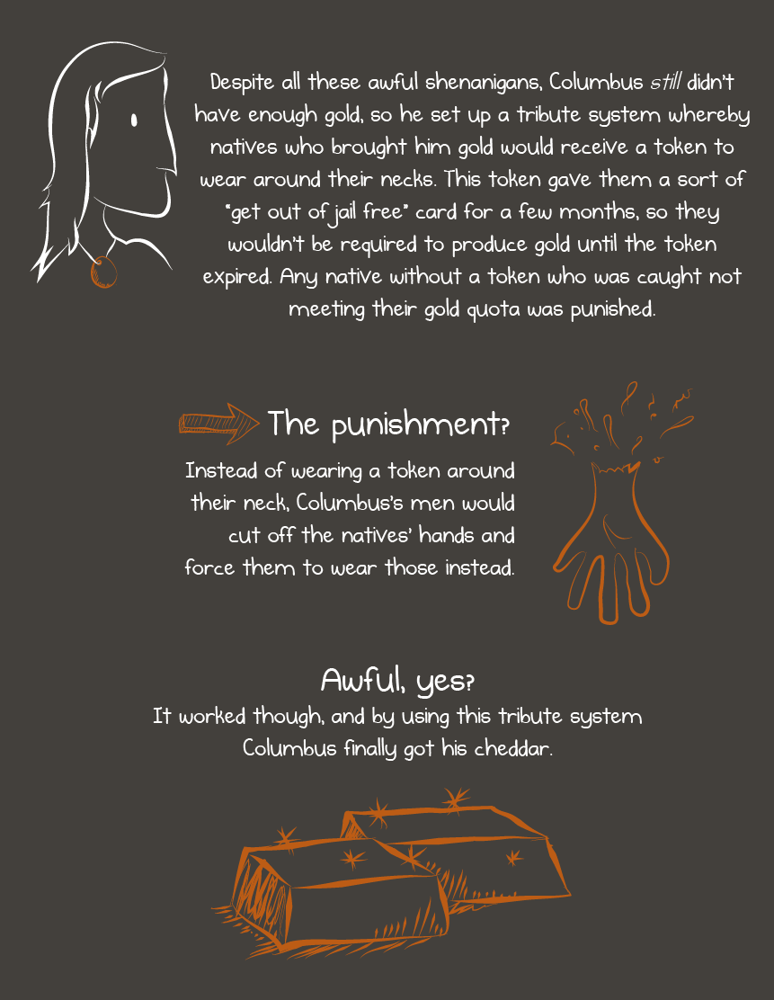 Despite all these awful shenanigans, Columbus still didn't
have enough gold, so he set up a tribute system whereby
natives who brought him gold would receive a token to
wear around their necks. This token gave them a sort of
"get out of jail free" card for a few months, so they
wouldn't be required to produce gold until the token
expired. Any native without a token who was caught not
meeting their gold quota was punished.
The punishment?
Instead of wearing a token around
their neck, Columbus's men would
cut off the natives' hands and
force them to wear those instead.
Awful, yes?
It worked though, and by using this tribute system
Columbus finally got his cheddar.